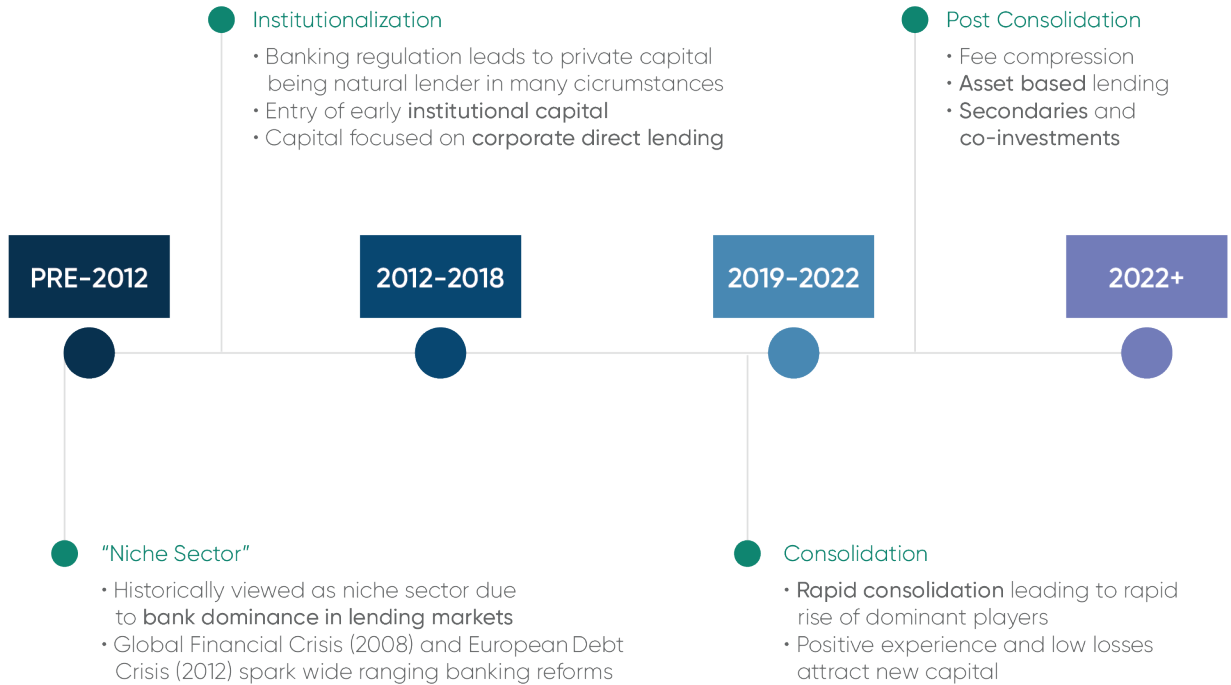 Institutionalization
• Banking regulation leads to private capital
being natural lender in many cicrumstances
• Entry of early institutional capital
• Capital focused on corporate direct lending
Post Consolidation
• Fee compression
• Asset based lending
• Secondaries and
co-investments
PRE-2012
2012-2018
2019-2022
2022+
“Niche Sector”
• Historically viewed as niche sector due
to bank dominance in lending markets
• Global Financial Crisis (2008) and European Debt
Crisis (2012) spark wide ranging banking reforms
Consolidation
• Rapid consolidation leading to rapid
rise of dominant players
• Positive experience and low losses
attract new capital